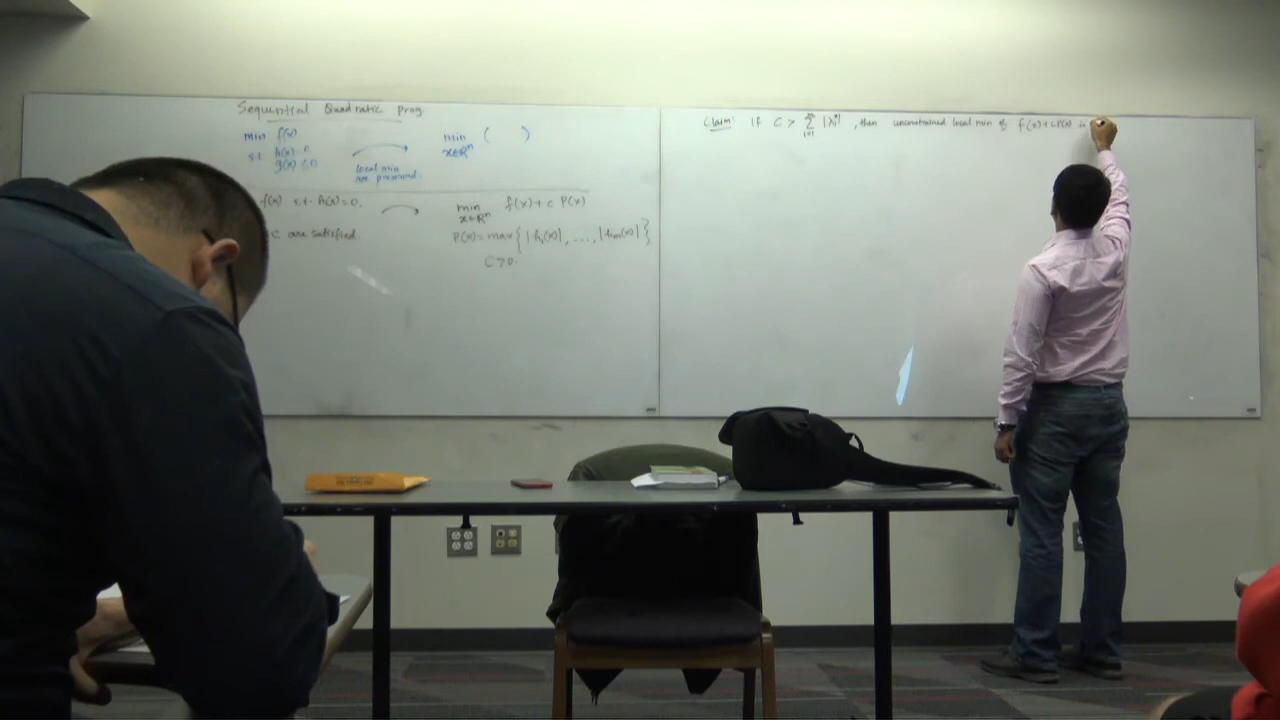 Sequential Quadratic Prog.
min f(x)
s.t. h(x)=0
g(x) ≤0
local min
are preserved.
min ( )
x∈ℝⁿ
f(x) s.t. h(x)=0.
min f(x)+c P(x)
x∈ℝⁿ
C are satisfied.
P(x)=max{|h₁(x)|, ...,|hm(x)|}
C>0.
Claim: If C > Σ |λᵢ*| , then unconstrained local min of f(x)+cP(x) is
i=1